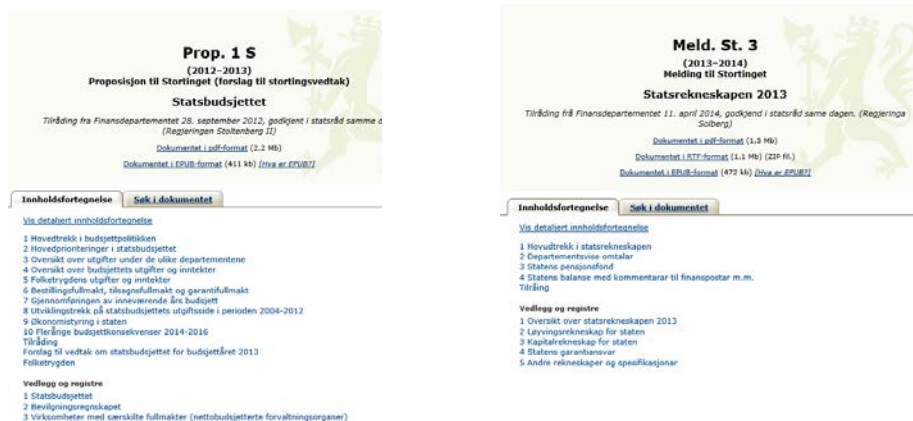 Prop. 1 S
(2012–2013)
Proposisjon til Stortinget (forslag til stortingsvedtak)
Statsbudsjettet
Tilråding fra Finansdepartementet 28. september 2012, godkjent i statsråd samme d
(Regjeringen Stoltenberg II)
Dokumentet i pdf-format (2.2 Mb)
Dokumentet i EPUB-format (411 kb) [Hva er EPUB?]
Innholdsfortegnelse Søk i dokumentet
Vis detaljert innholdsfortegnelse
1 Hovedtrekk i budsjettpolitikken
2 Hovedprioriteringer i statsbudsjettet
3 Oversikt over utgifter under de ulike departementene
4 Oversikt over budsjettets utgifter og inntekter
5 Folketrygdens utgifter og inntekter
6 Bestillingsfullmakt, tilsagnsfullmakt og garantifullmakt
7 Gjennomføringen av inneværende års budsjett
8 Utviklingstrekk på statsbudsjettets utgiftsside i perioden 2004-2012
9 Økonomistyring i staten
10 Flerårige budsjettkonsekvenser 2014-2016
Tilråding
Forslag til vedtak om statsbudsjettet for budsjettåret 2013
Folketrygden
Vedlegg og registre
1 Statsbudsjettet
2 Bevilgningsregnskapet
3 Virksomheter med særskilte fullmakter (nettobudsjetterte forvaltningsorganer)
Meld. St. 3
(2013–2014)
Melding til Stortinget
Statsrekneskapen 2013
Tilråding frå Finansdepartementet 11. april 2014, godkjend i statsråd same dagen. (Regjeringa
Solberg)
Dokumentet i pdf-format (1.5 Mb)
Dokumentet i RTF-format (1.1 Mb) (ZIP fil.)
Dokumentet i EPUB-format (472 kb) [Hva er EPUB?]
Innholdsfortegnelse Søk i dokumentet
Vis detaljert innholdsfortegnelse
1 Hovudtrekk i statsrekneskapen
2 Departementsvise omtalar
3 Statens pensjonsfond
4 Statens balanse med kommentarar til finanspostar m.m.
Tilråing
Vedlegg og registre
1 Oversikt over statsrekneskapen 2013
2 Løyvingsrekneskap for staten
3 Kapitalrekneskap for staten
4 Statens garantiansvar
5 Andre rekneskaper og spesifikasjonar